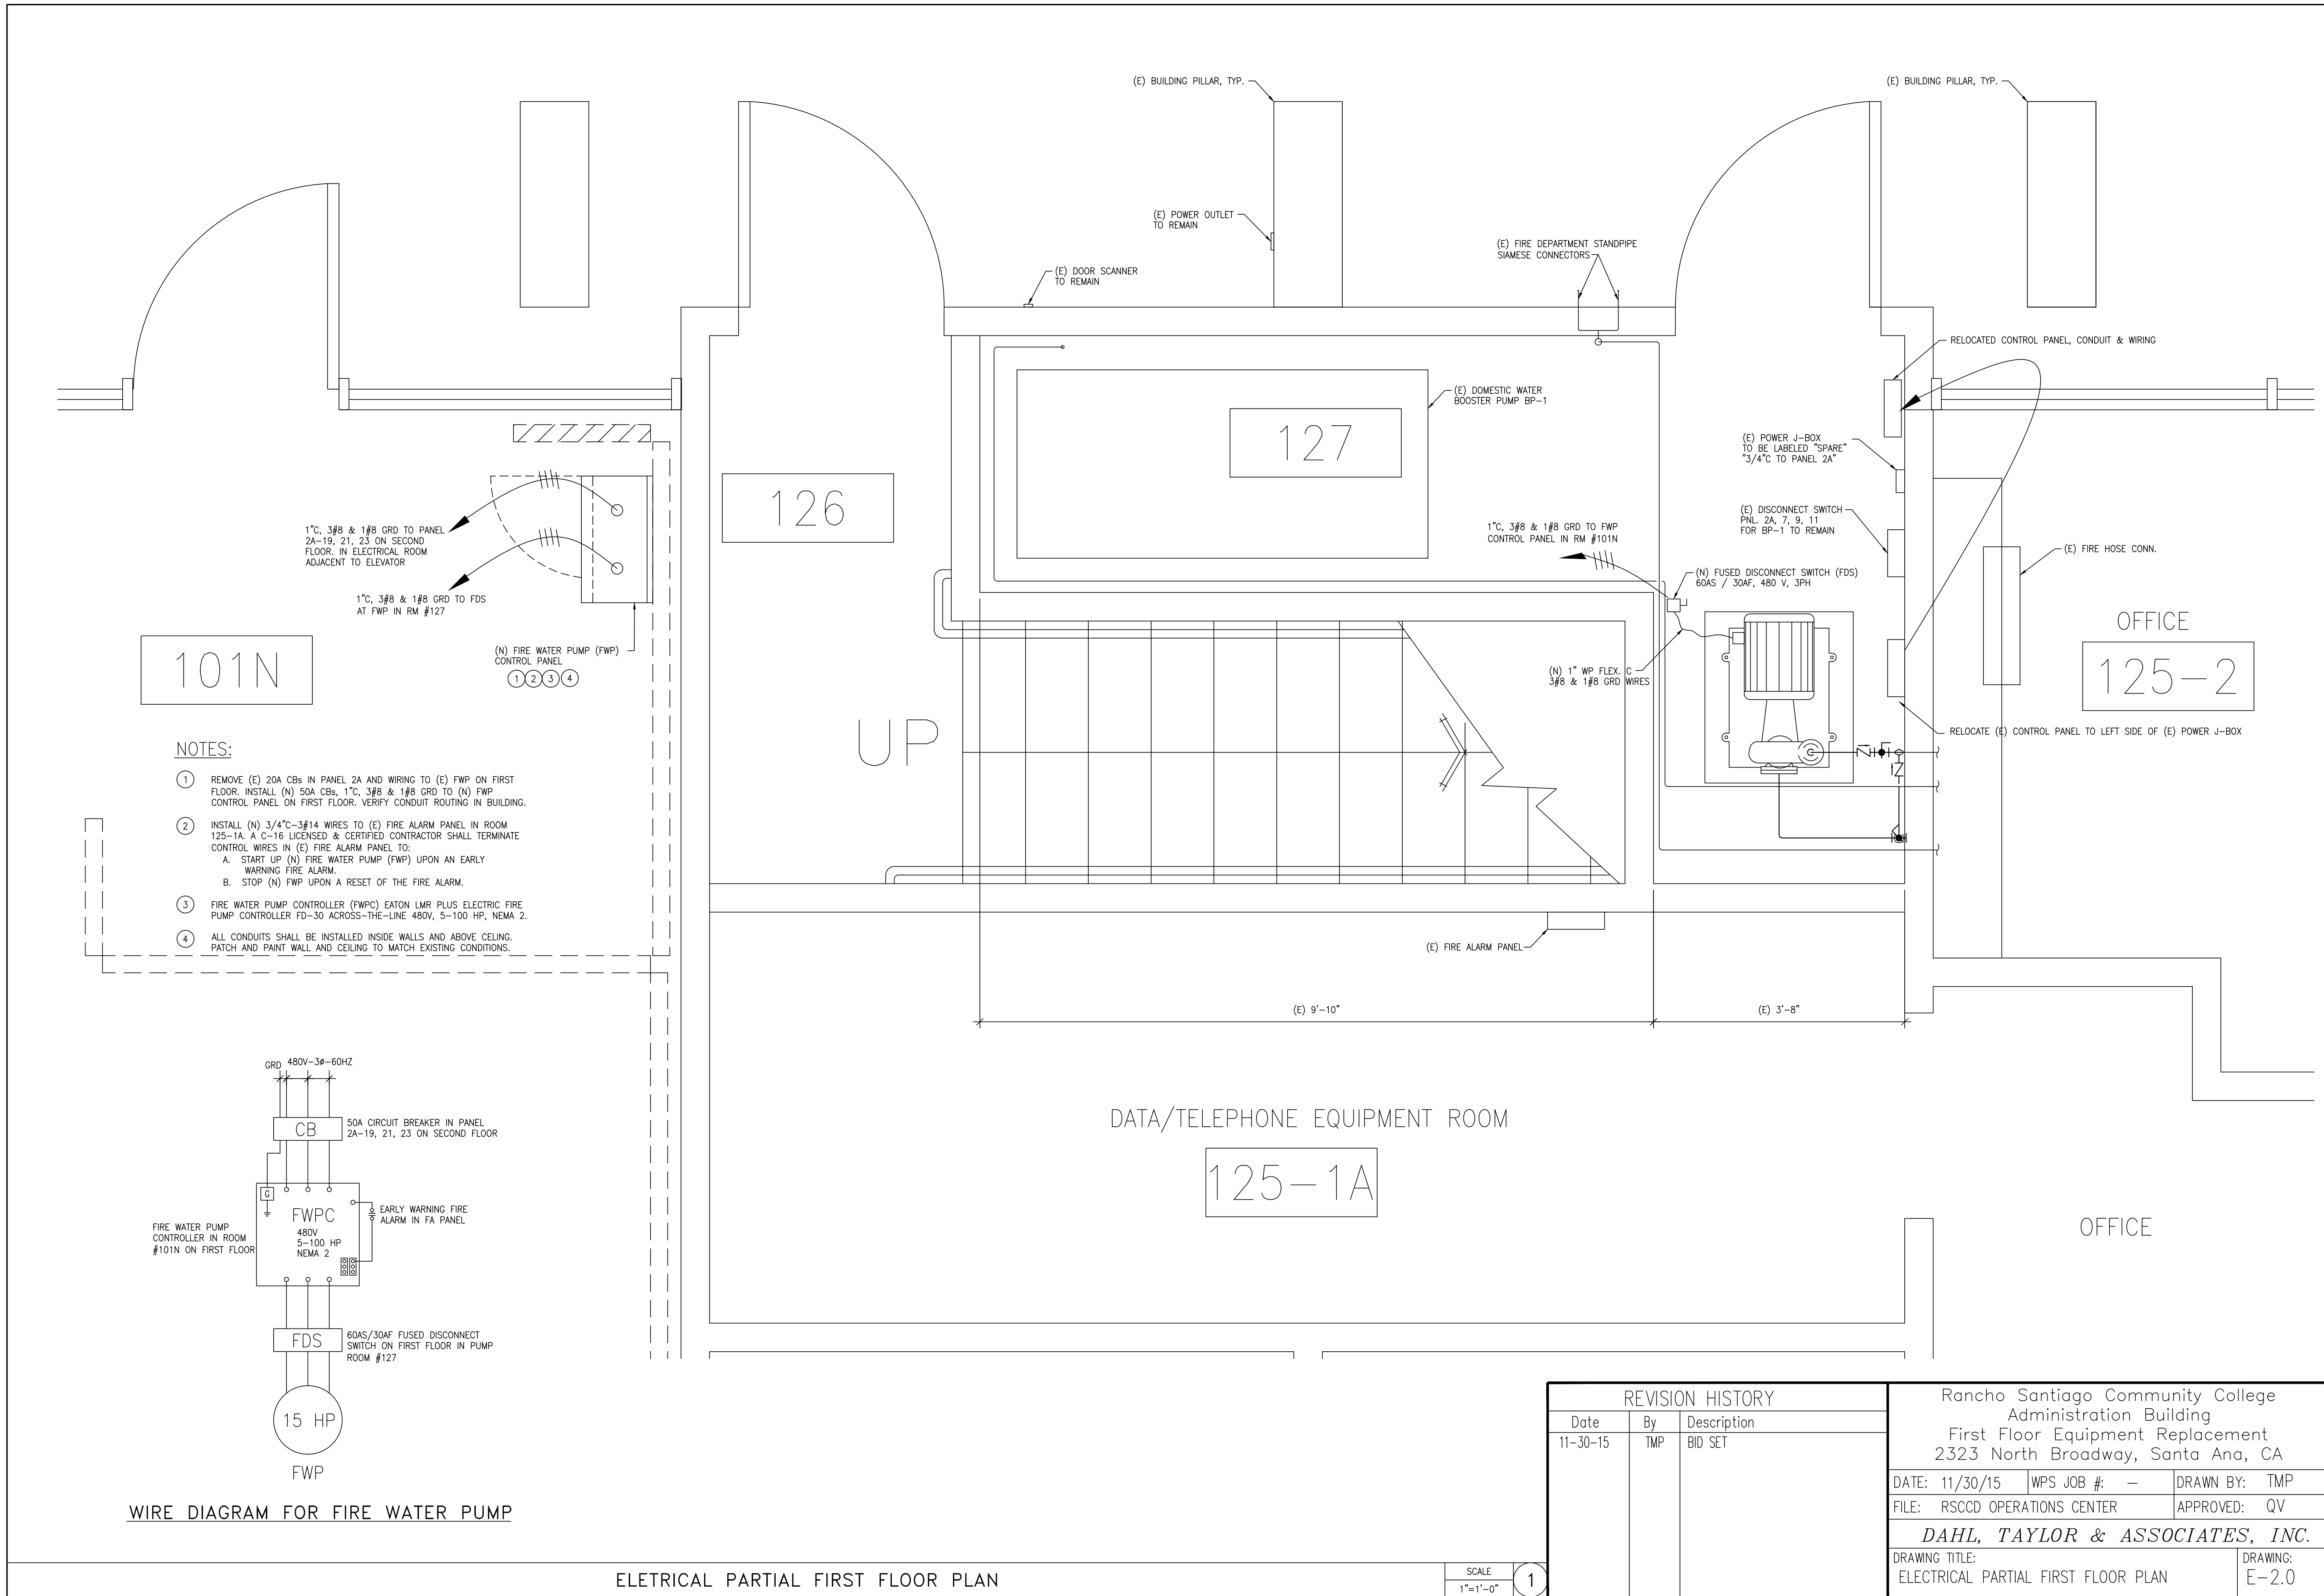 (E) BUILDING PILLAR, TYP.
(E) BUILDING PILLAR, TYP.
(E) POWER OUTLET
TO REMAIN
(E) DOOR SCANNER
TO REMAIN
(E) FIRE DEPARTMENT STANDPIPE
SIAMESE CONNECTORS
RELOCATED CONTROL PANEL, CONDUIT & WIRING
(E) DOMESTIC WATER
BOOSTER PUMP BP-1
127
126
(E) POWER J-BOX
TO BE LABELED "SPARE"
"3/4"C TO PANEL 2A"
(E) DISCONNECT SWITCH
PNL. 2A, 7, 9, 11
FOR BP-1 TO REMAIN
1"C, 3#8 & 1#8 GRD TO FWP
CONTROL PANEL IN RM #101N
(N) FUSED DISCONNECT SWITCH (FDS)
60AS / 30AF, 480 V, 3PH
(E) FIRE HOSE CONN.
OFFICE
125-2
(N) 1" WP FLEX. C
3#8 & 1#8 GRD WIRES
RELOCATE (E) CONTROL PANEL TO LEFT SIDE OF (E) POWER J-BOX
1"C, 3#8 & 1#8 GRD TO PANEL
2A-19, 21, 23 ON SECOND
FLOOR. IN ELECTRICAL ROOM
ADJACENT TO ELEVATOR
1"C, 3#8 & 1#8 GRD TO FDS
AT FWP IN RM #127
(N) FIRE WATER PUMP (FWP)
CONTROL PANEL
1 2 3 4
101N
UP
NOTES:
1 REMOVE (E) 20A CBs IN PANEL 2A AND WIRING TO (E) FWP ON FIRST
FLOOR. INSTALL (N) 50A CBs, 1"C, 3#8 & 1#8 GRD TO (N) FWP
CONTROL PANEL ON FIRST FLOOR. VERIFY CONDUIT ROUTING IN BUILDING.
2 INSTALL (N) 3/4"C-3#14 WIRES TO (E) FIRE ALARM PANEL IN ROOM
125-1A. A C-16 LICENSED & CERTIFIED CONTRACTOR SHALL TERMINATE
CONTROL WIRES IN (E) FIRE ALARM PANEL TO:
A. START UP (N) FIRE WATER PUMP (FWP) UPON AN EARLY
WARNING FIRE ALARM.
B. STOP (N) FWP UPON A RESET OF THE FIRE ALARM.
3 FIRE WATER PUMP CONTROLLER (FWPC) EATON LMR PLUS ELECTRIC FIRE
PUMP CONTROLLER FD-30 ACROSS-THE-LINE 480V, 5-100 HP, NEMA 2.
4 ALL CONDUITS SHALL BE INSTALLED INSIDE WALLS AND ABOVE CELING.
PATCH AND PAINT WALL AND CEILING TO MATCH EXISTING CONDITIONS.
(E) FIRE ALARM PANEL
(E) 9'-10"
(E) 3'-8"
DATA/TELEPHONE EQUIPMENT ROOM
125-1A
OFFICE
GRD 480V-3ø-60HZ
CB
50A CIRCUIT BREAKER IN PANEL
2A-19, 21, 23 ON SECOND FLOOR
G
FWPC
480V
5-100 HP
NEMA 2
EARLY WARNING FIRE
ALARM IN FA PANEL
FIRE WATER PUMP
CONTROLLER IN ROOM
#101N ON FIRST FLOOR
FDS
60AS/30AF FUSED DISCONNECT
SWITCH ON FIRST FLOOR IN PUMP
ROOM #127
15 HP
FWP
WIRE DIAGRAM FOR FIRE WATER PUMP
ELETRICAL PARTIAL FIRST FLOOR PLAN
SCALE
1"=1'-0"
1
REVISION HISTORY
Date By Description
11-30-15 TMP BID SET
Rancho Santiago Community College
Administration Building
First Floor Equipment Replacement
2323 North Broadway, Santa Ana, CA
DATE: 11/30/15 WPS JOB #: – DRAWN BY: TMP
FILE: RSCCD OPERATIONS CENTER APPROVED: QV
DAHL, TAYLOR & ASSOCIATES, INC.
DRAWING TITLE:
ELECTRICAL PARTIAL FIRST FLOOR PLAN
DRAWING:
E-2.0